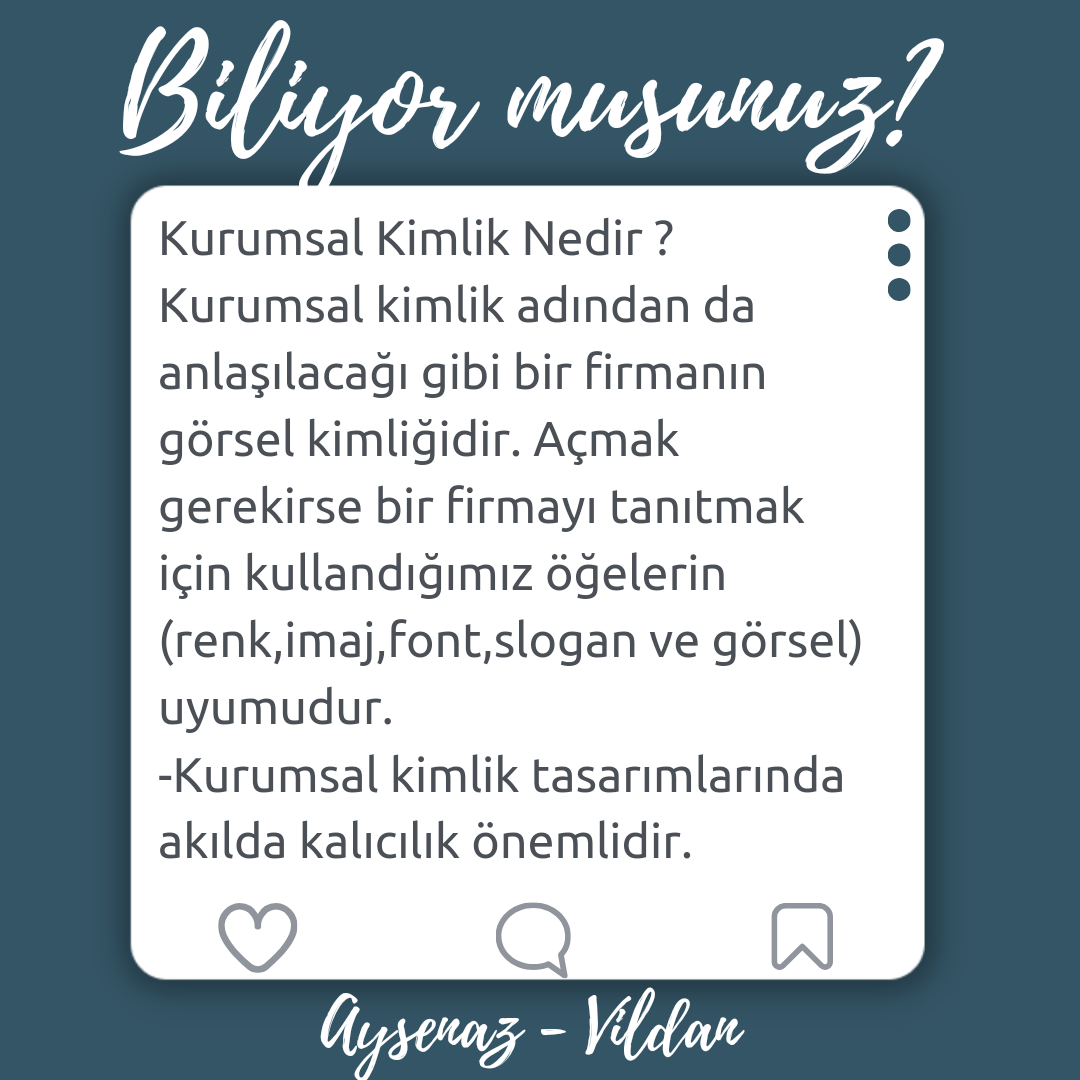 Biliyor musunuz?
Kurumsal Kimlik Nedir ?
Kurumsal kimlik adından da
anlaşılacağı gibi bir firmanın
görsel kimliğidir. Açmak
gerekirse bir firmayı tanıtmak
için kullandığımız öğelerin
(renk,imaj,font,slogan ve görsel)
uyumudur.
-Kurumsal kimlik tasarımlarında
akılda kalıcılık önemlidir.
Aysenaz - Vildan